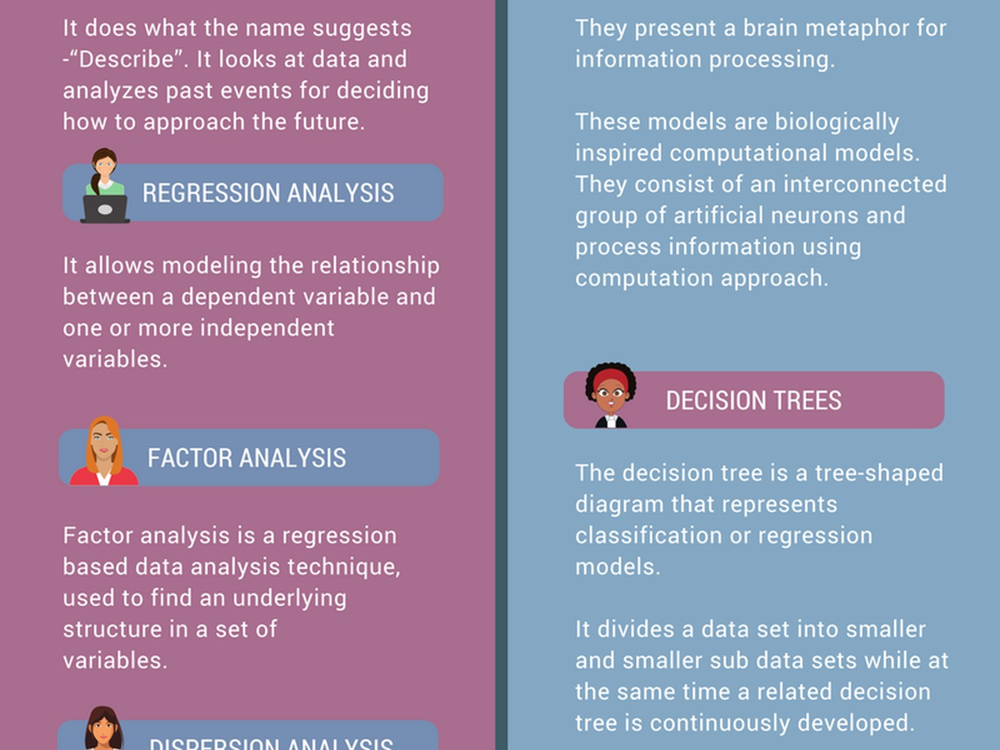 It does what the name suggests
-“Describe”. It looks at data and
analyzes past events for deciding
how to approach the future.
REGRESSION ANALYSIS
It allows modeling the relationship
between a dependent variable and
one or more independent
variables.
FACTOR ANALYSIS
Factor analysis is a regression
based data analysis technique,
used to find an underlying
structure in a set of
variables.
DISPERSION ANALYSIS
They present a brain metaphor for
information processing.
These models are biologically
inspired computational models.
They consist of an interconnected
group of artificial neurons and
process information using
computation approach.
DECISION TREES
The decision tree is a tree-shaped
diagram that represents
classification or regression
models.
It divides a data set into smaller
and smaller sub data sets while at
the same time a related decision
tree is continuously developed.